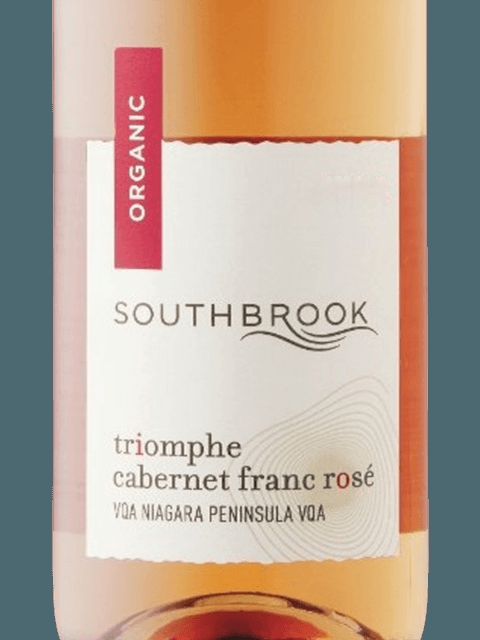 ORGANIC
SOUTHBROOK
triomphe
cabernet franc rosé
VQA NIAGARA PENINSULA VQA